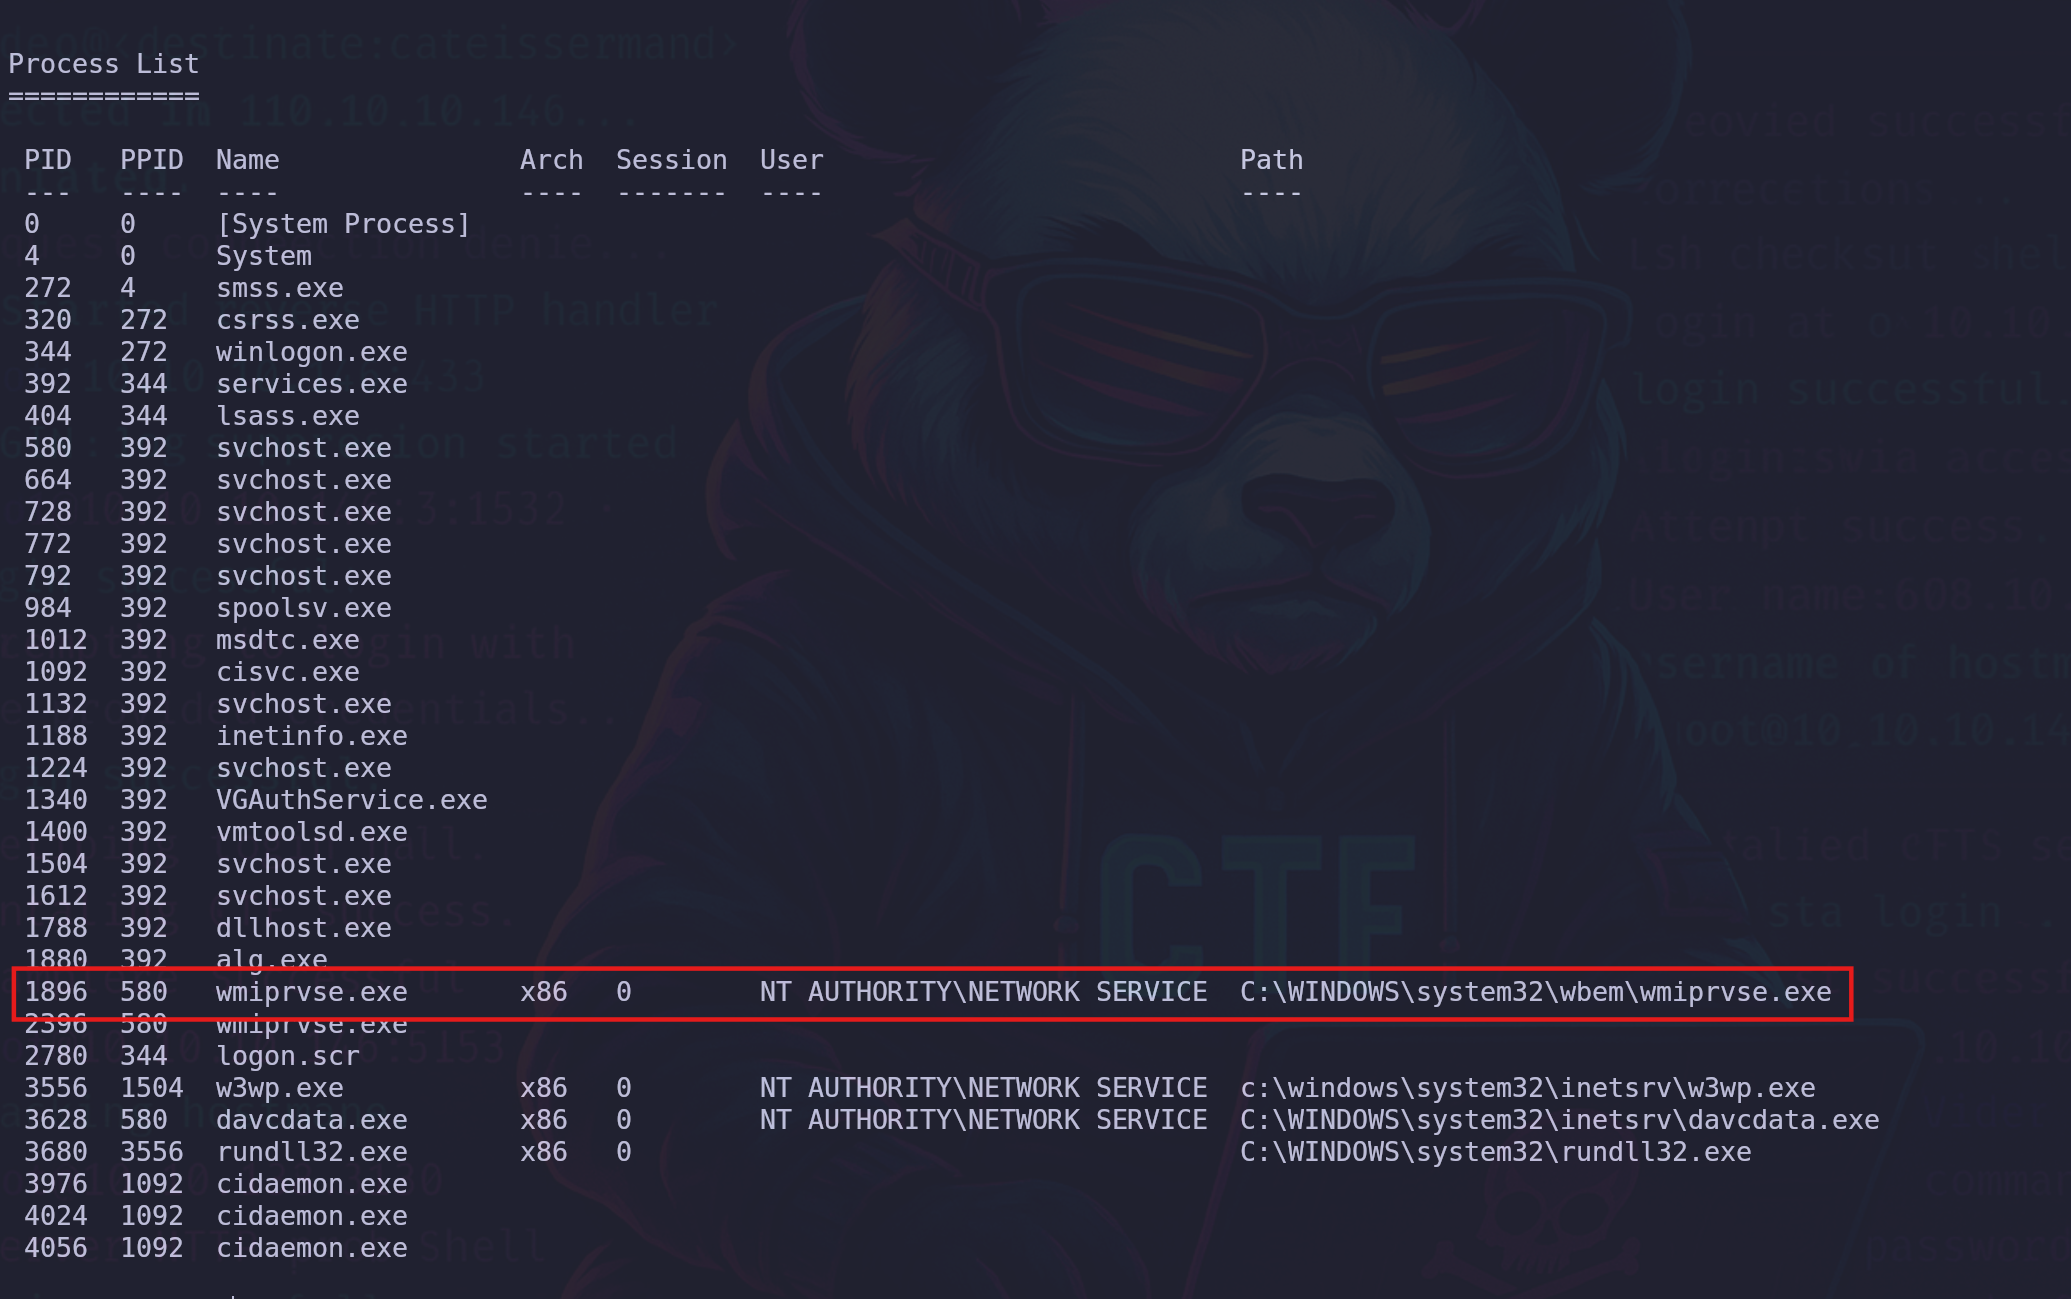 Process List
============
PID PPID Name Arch Session User Path
--- ---- ---- ---- ------- ---- ----
0 0 [System Process]
4 0 System
272 4 smss.exe
320 272 csrss.exe
344 272 winlogon.exe
392 344 services.exe
404 344 lsass.exe
580 392 svchost.exe
664 392 svchost.exe
728 392 svchost.exe
772 392 svchost.exe
792 392 svchost.exe
984 392 spoolsv.exe
1012 392 msdtc.exe
1092 392 cisvc.exe
1132 392 svchost.exe
1188 392 inetinfo.exe
1224 392 svchost.exe
1340 392 VGAuthService.exe
1400 392 vmtoolsd.exe
1504 392 svchost.exe
1612 392 svchost.exe
1788 392 dllhost.exe
1880 392 alg.exe
1896 580 wmiprvse.exe x86 0 NT AUTHORITY\NETWORK SERVICE C:\WINDOWS\system32\wbem\wmiprvse.exe
2396 580 wmiprvse.exe
2780 344 logon.scr
3556 1504 w3wp.exe x86 0 NT AUTHORITY\NETWORK SERVICE c:\windows\system32\inetsrv\w3wp.exe
3628 580 davcdata.exe x86 0 NT AUTHORITY\NETWORK SERVICE C:\WINDOWS\system32\inetsrv\davcdata.exe
3680 3556 rundll32.exe x86 0 C:\WINDOWS\system32\rundll32.exe
3976 1092 cidaemon.exe
4024 1092 cidaemon.exe
4056 1092 cidaemon.exe
CTF